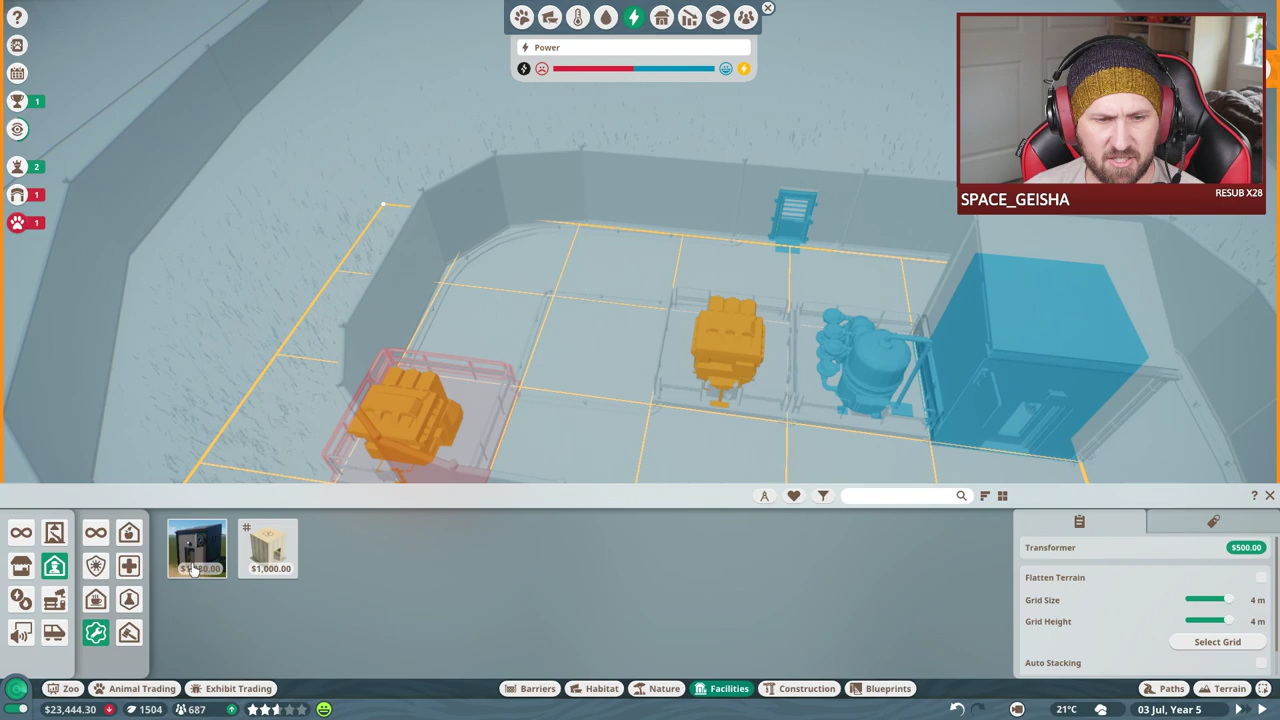 Power
1
2
1
1
SPACE_GEISHA
RESUB X28
$1,000.00
Transformer
$500.00
Flatten Terrain
Grid Size
4 m
Grid Height
4 m
Select Grid
Auto Stacking
Zoo
Animal Trading
Exhibit Trading
Barriers
Habitat
Nature
Facilities
Construction
Blueprints
Paths
Terrain
$23,444.30
1504
687
21°C
03 Jul, Year 5